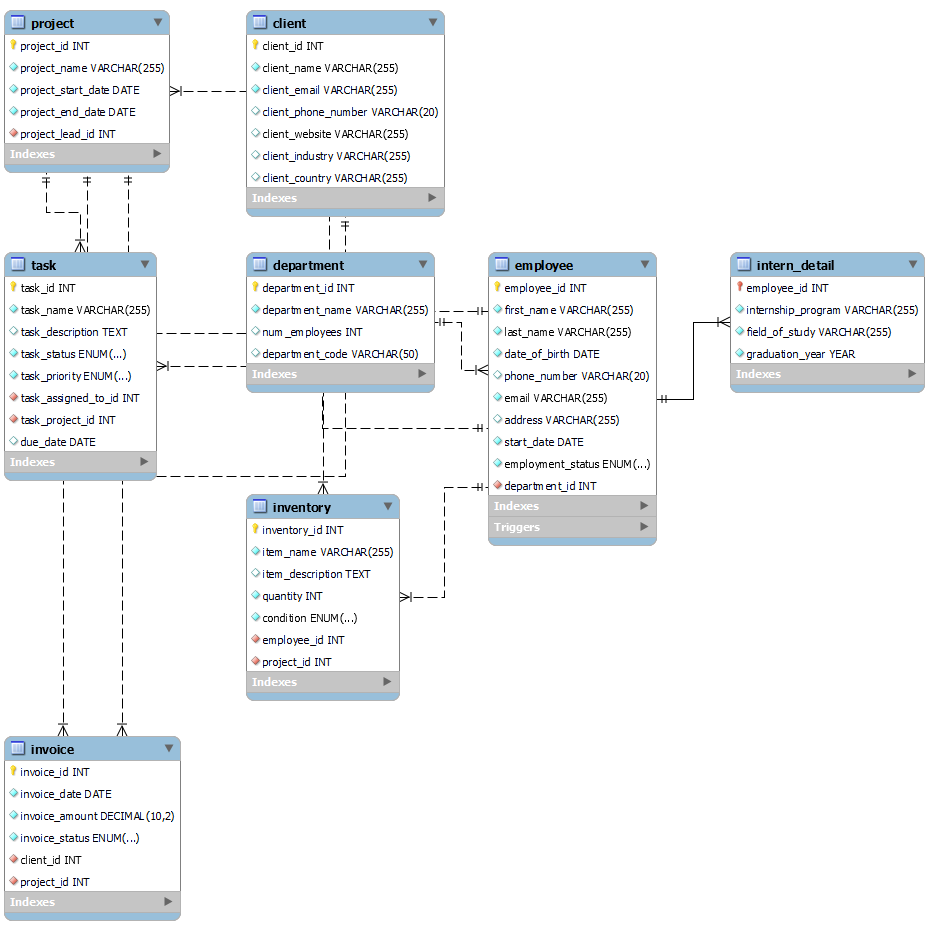 project
project_id INT
project_name VARCHAR(255)
project_start_date DATE
project_end_date DATE
project_lead_id INT
Indexes
client
client_id INT
client_name VARCHAR(255)
client_email VARCHAR(255)
client_phone_number VARCHAR(20)
client_website VARCHAR(255)
client_industry VARCHAR(255)
client_country VARCHAR(255)
Indexes
task
task_id INT
task_name VARCHAR(255)
task_description TEXT
task_status ENUM(...)
task_priority ENUM(...)
task_assigned_to_id INT
task_project_id INT
due_date DATE
Indexes
department
department_id INT
department_name VARCHAR(255)
num_employees INT
department_code VARCHAR(50)
Indexes
employee
employee_id INT
first_name VARCHAR(255)
last_name VARCHAR(255)
date_of_birth DATE
phone_number VARCHAR(20)
email VARCHAR(255)
address VARCHAR(255)
start_date DATE
employment_status ENUM(...)
department_id INT
Indexes
Triggers
intern_detail
employee_id INT
internship_program VARCHAR(255)
field_of_study VARCHAR(255)
graduation_year YEAR
Indexes
inventory
inventory_id INT
item_name VARCHAR(255)
item_description TEXT
quantity INT
condition ENUM(...)
employee_id INT
project_id INT
Indexes
invoice
invoice_id INT
invoice_date DATE
invoice_amount DECIMAL(10,2)
invoice_status ENUM(...)
client_id INT
project_id INT
Indexes